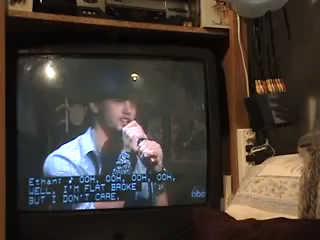 Ethan: ♪ OOH, OOH, OOH, OOH,
WELL, I'M FLAT BROKE
BUT I DON'T CARE,
abc